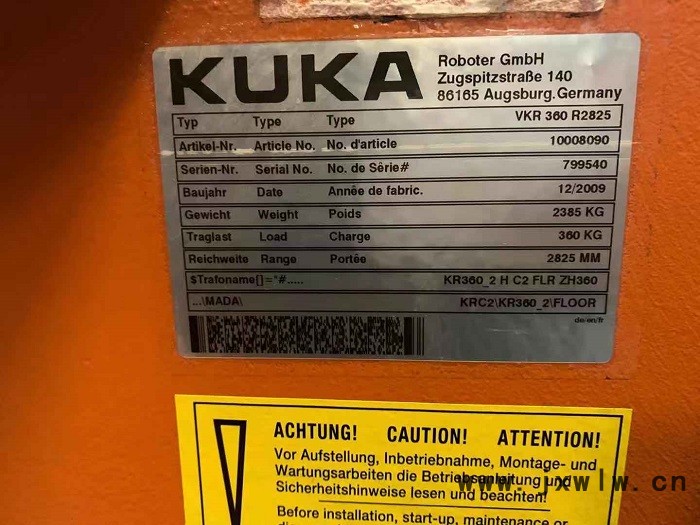 KUKA
Roboter GmbH
Zugspitzstraße 140
86165 Augsburg.Germany
Typ Type Type VKR 360 R2825
Artikel-Nr. Article No. No. d'article 10008090
Serien-Nr. Serial No. No. de Série# 799540
Baujahr Date Année de fabric. 12/2009
Gewicht Weight Poids 2385 KG
Traglast Load Charge 360 KG
Reichweite Range Portée 2825 MM
$Trafoname[]="#..... KR360_2 H C2 FLR ZH360
...\MADA\ KRC2\KR360_2\FLOOR
de/en/fr
ACHTUNG! CAUTION! ATTENTION!
Vor Aufstellung, Inbetriebnahme, Montage- und
Wartungsarbeiten die Betriebsanleitung und
Sicherheitshinweise lesen und beachten!
Before installation, start-up, maintenance or